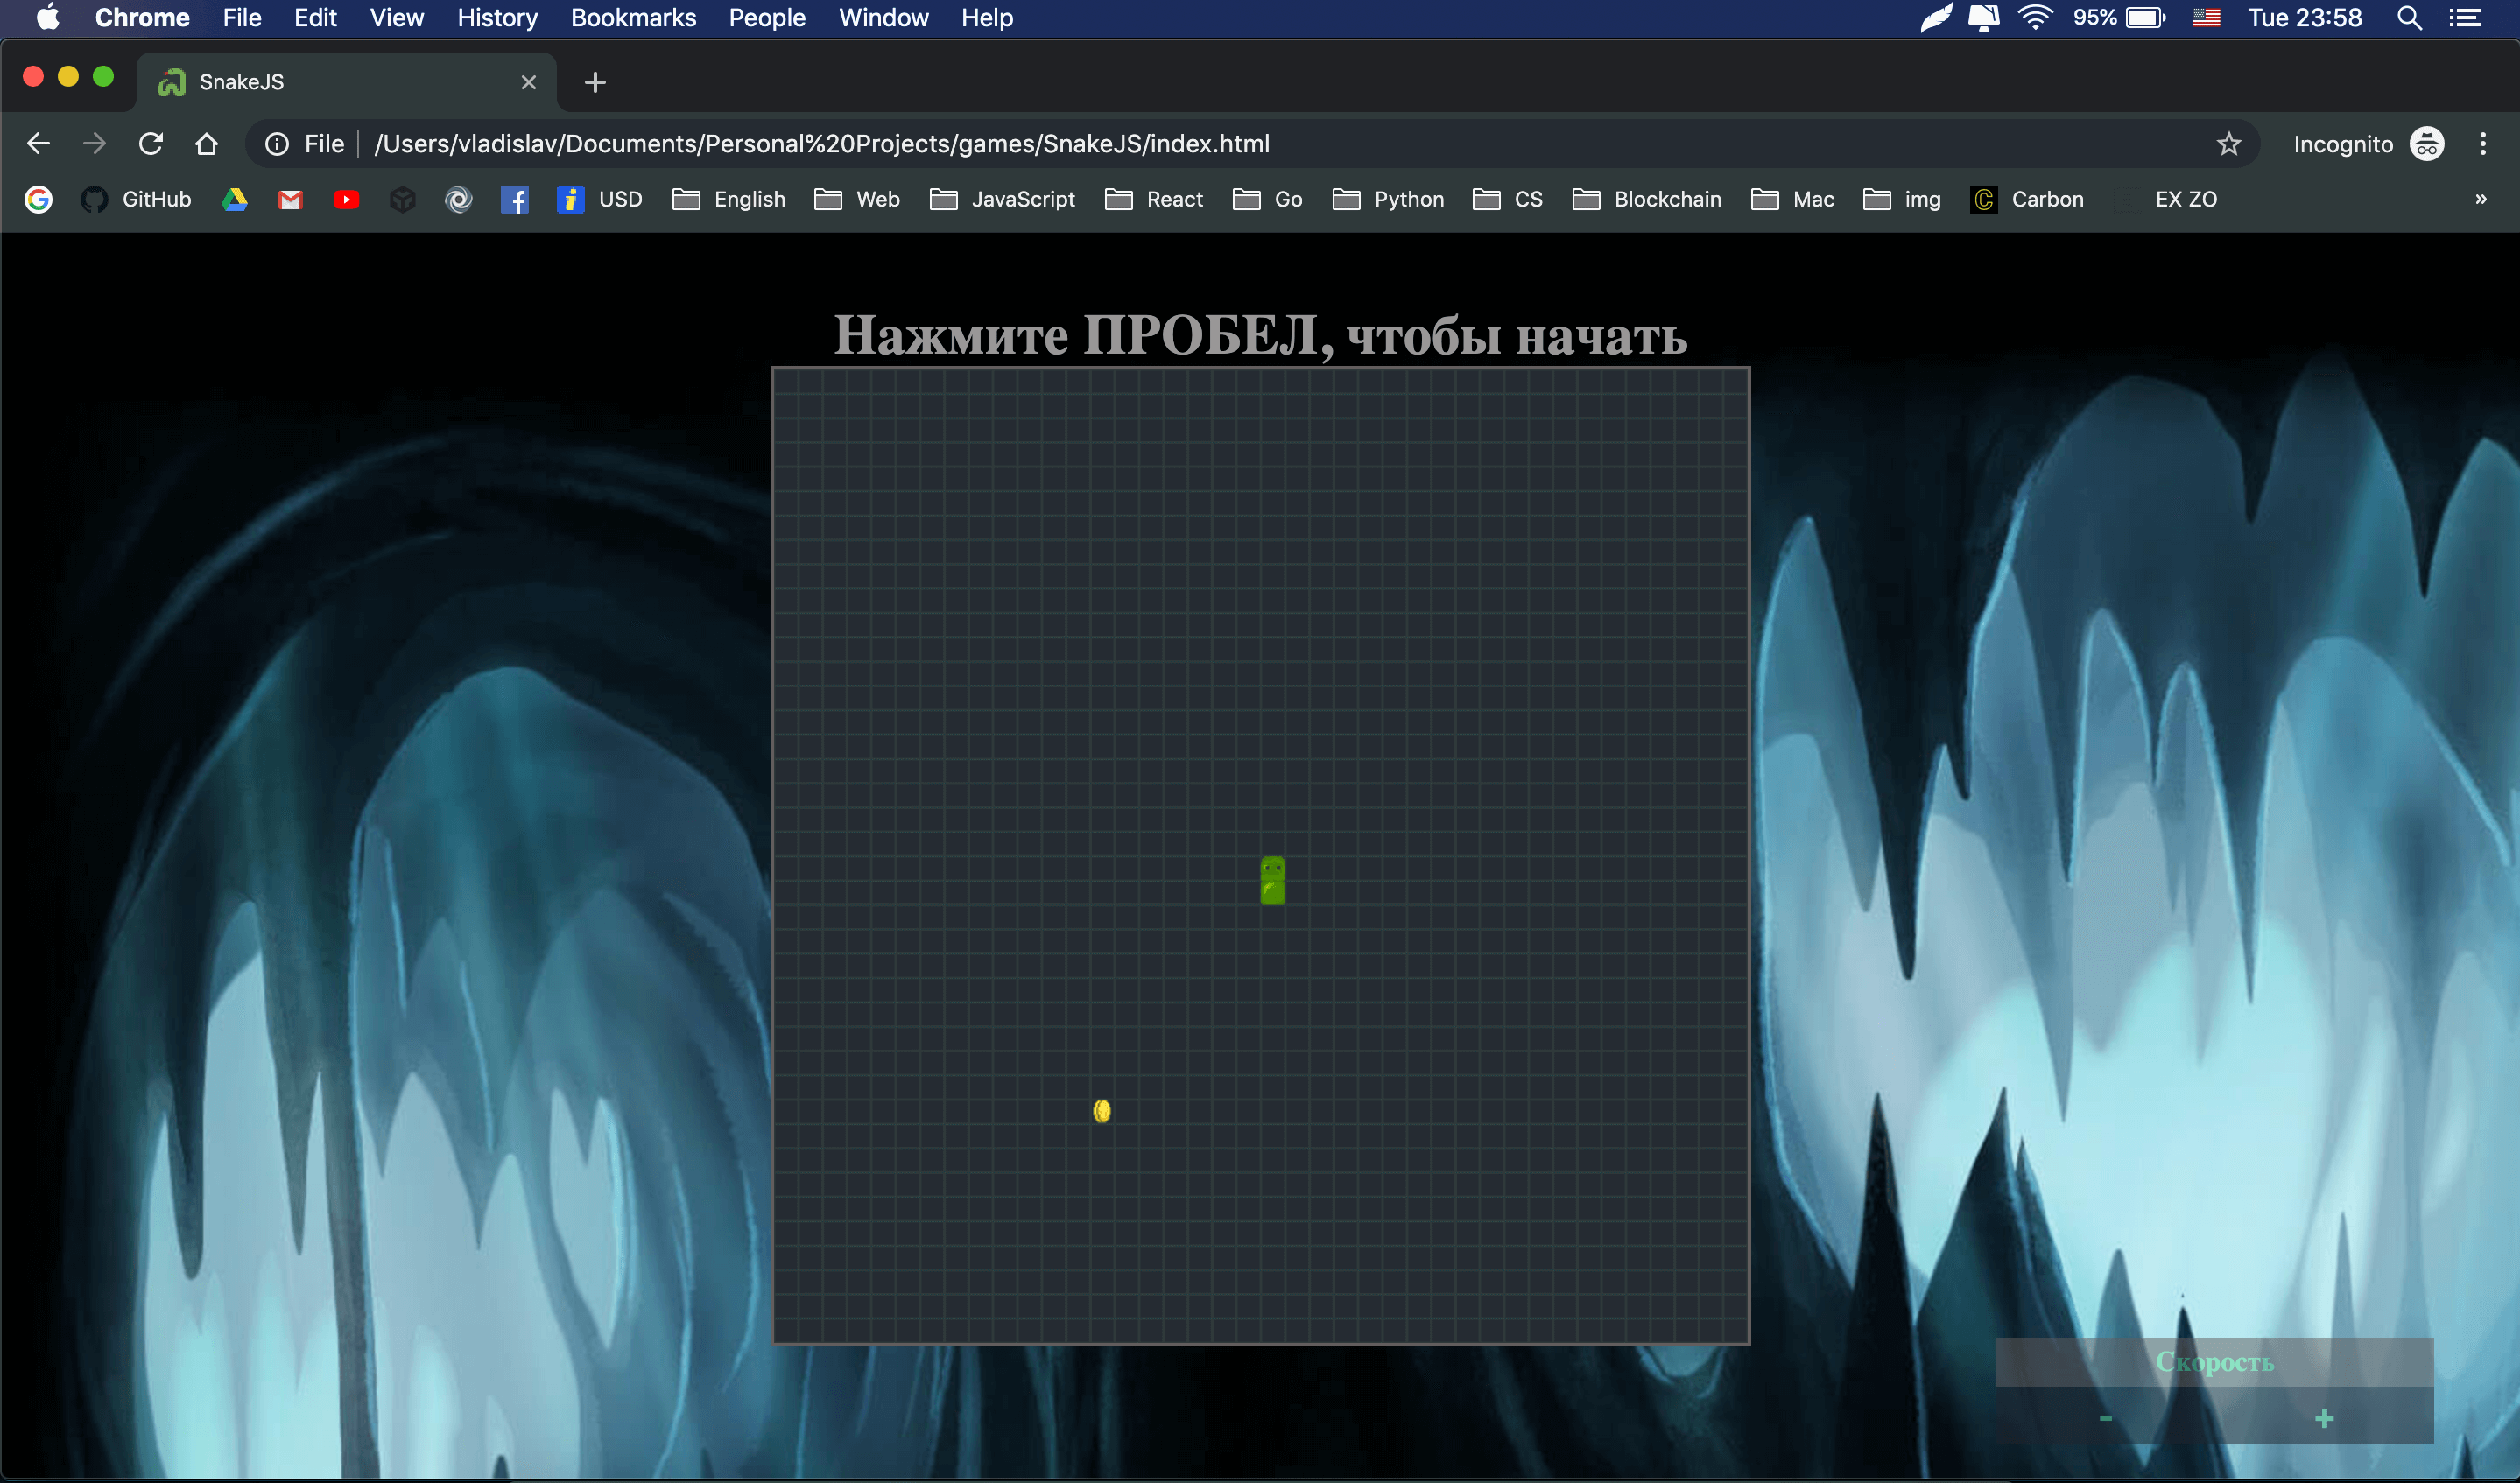 Chrome File Edit View History Bookmarks People Window Help 95% Tue 23:58
SnakeJS
File /Users/vladislav/Documents/Personal%20Projects/games/SnakeJS/index.html Incognito
GitHub USD English Web JavaScript React Go Python CS Blockchain Mac img Carbon EX ZO »
Нажмите ПРОБЕЛ, чтобы начать
Скорость
- +